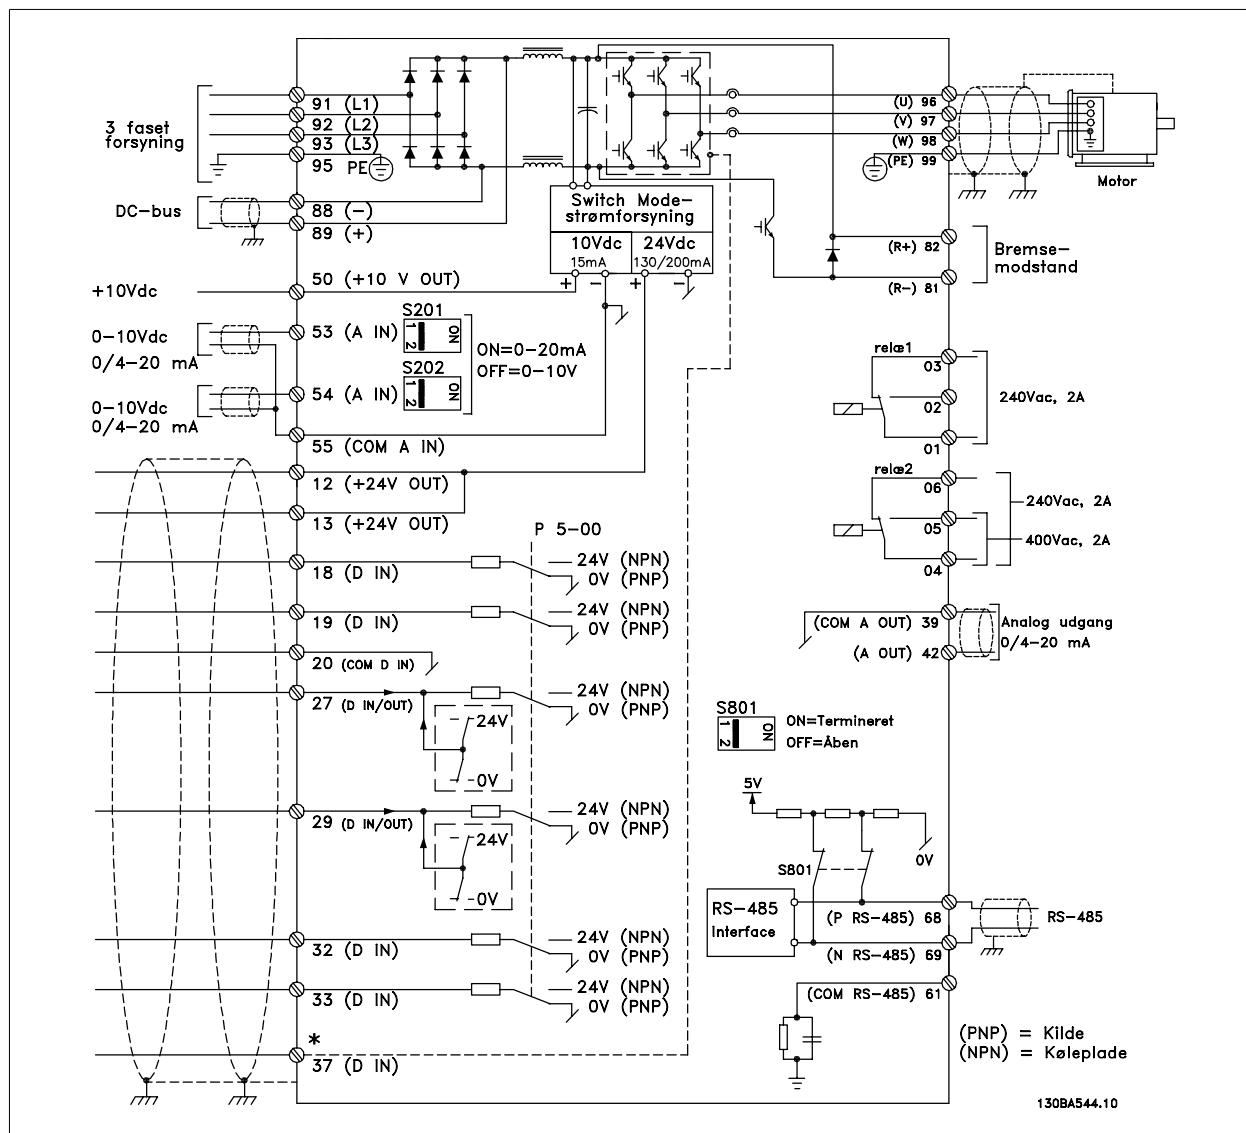 3 faset
forsyning
91 (L1)
92 (L2)
93 (L3)
95 PE
DC-bus
88 (-)
89 (+)
Switch Mode-
strømforsyning
10Vdc
15mA
24Vdc
130/200mA
+ - + -
(U) 96
(V) 97
(W) 98
(PE) 99
Motor
(R+) 82
(R-) 81
Bremse-
modstand
+10Vdc
50 (+10 V OUT)
0-10Vdc
0/4-20 mA
53 (A IN)
S201
1 2
ON
S202
1 2
ON
ON=0-20mA
OFF=0-10V
0-10Vdc
0/4-20 mA
54 (A IN)
55 (COM A IN)
12 (+24V OUT)
13 (+24V OUT)
relæ1
03
02
01
240Vac, 2A
relæ2
06
05
04
240Vac, 2A
400Vac, 2A
P 5-00
18 (D IN)
24V (NPN)
0V (PNP)
19 (D IN)
24V (NPN)
0V (PNP)
20 (COM D IN)
27 (D IN/OUT)
24V (NPN)
0V (PNP)
24V
0V
29 (D IN/OUT)
24V (NPN)
0V (PNP)
24V
0V
32 (D IN)
24V (NPN)
0V (PNP)
33 (D IN)
24V (NPN)
0V (PNP)
*
37 (D IN)
(COM A OUT) 39
(A OUT) 42
Analog udgang
0/4-20 mA
S801
1 2
ON
ON=Termineret
OFF=Åben
5V
0V
S801
RS-485
Interface
(P RS-485) 68
(N RS-485) 69
(COM RS-485) 61
RS-485
(PNP) = Kilde
(NPN) = Køleplade
130BA544.10